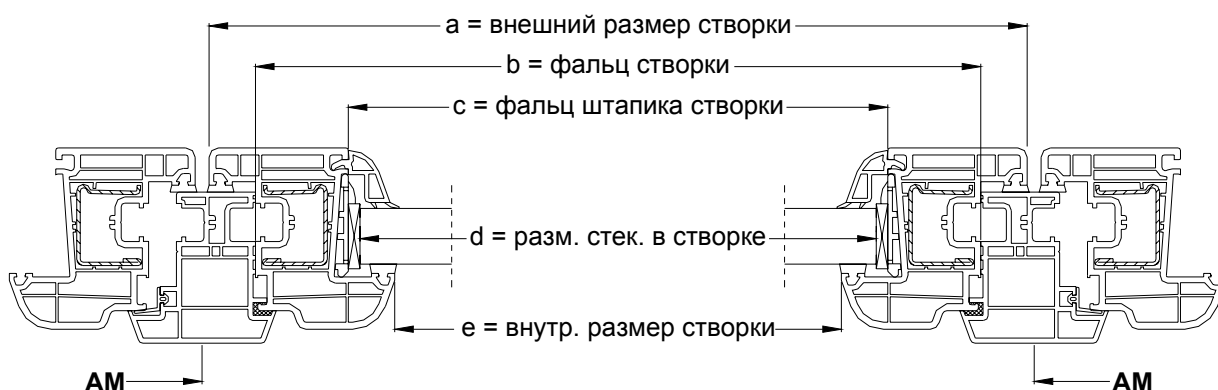 a = внешний размер створки
b = фальц створки
c = фальц штапика створки
d = разм. стек. в створке
e = внутр. размер створки
AM
AM